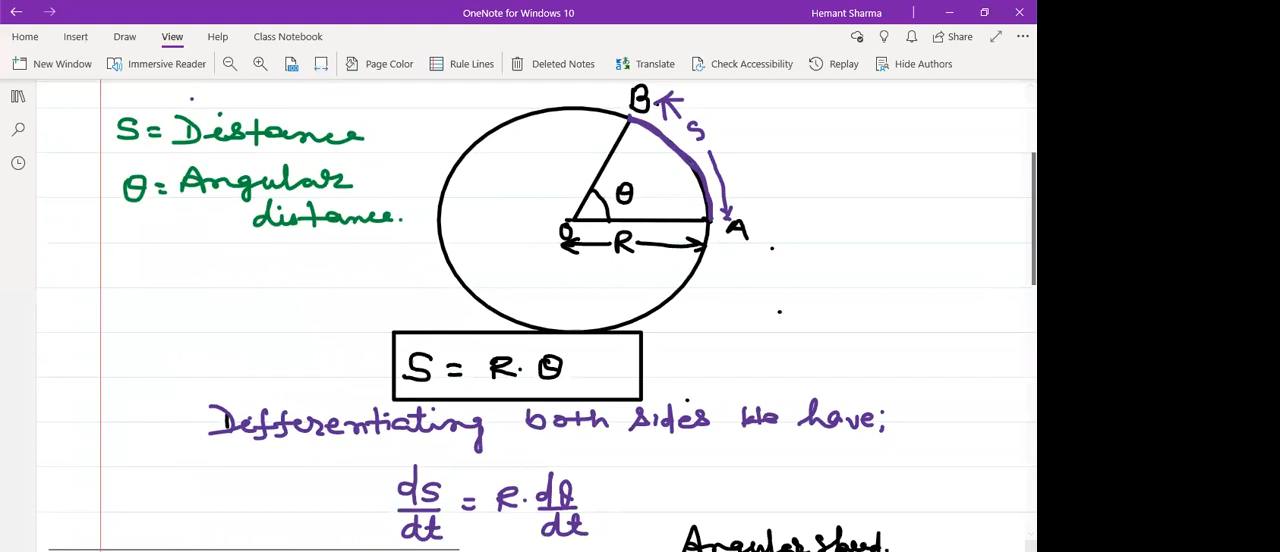 OneNote for Windows 10
Hemant Sharma
Home Insert Draw View Help Class Notebook
Share
New Window Immersive Reader Page Color Rule Lines Deleted Notes Translate Check Accessibility Replay Hide Authors
S = Distance
θ = Angular
distance.
B
S
θ
O
A
R
S = R. θ
Defferentiating both sides We have;
ds/dt = R. dθ/dt
Angular speed.